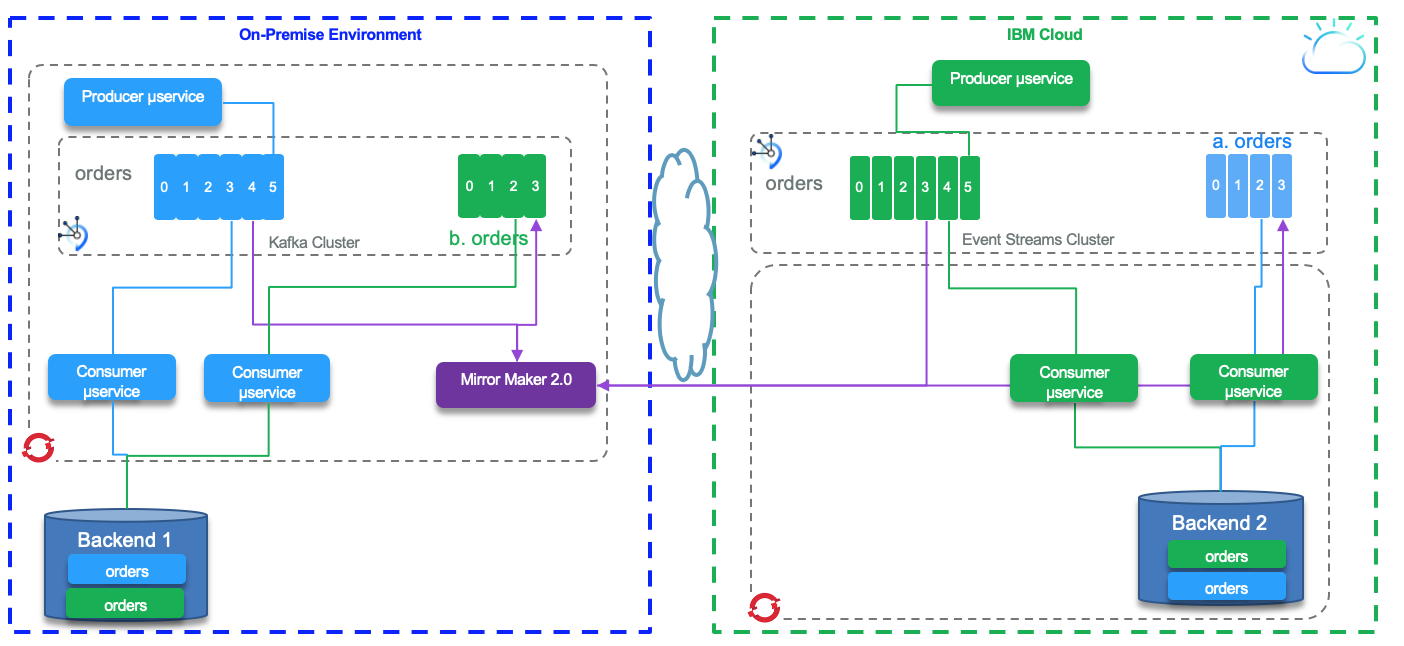 On-Premise Environment
Producer μservice
orders
0 1 2 3 4 5
0 1 2 3
Kafka Cluster
b. orders
Consumer
μservice
Consumer
μservice
Mirror Maker 2.0
Backend 1
orders
orders
IBM Cloud
Producer μservice
a. orders
orders
0 1 2 3 4 5
0 1 2 3
Event Streams Cluster
Consumer
μservice
Consumer
μservice
Backend 2
orders
orders